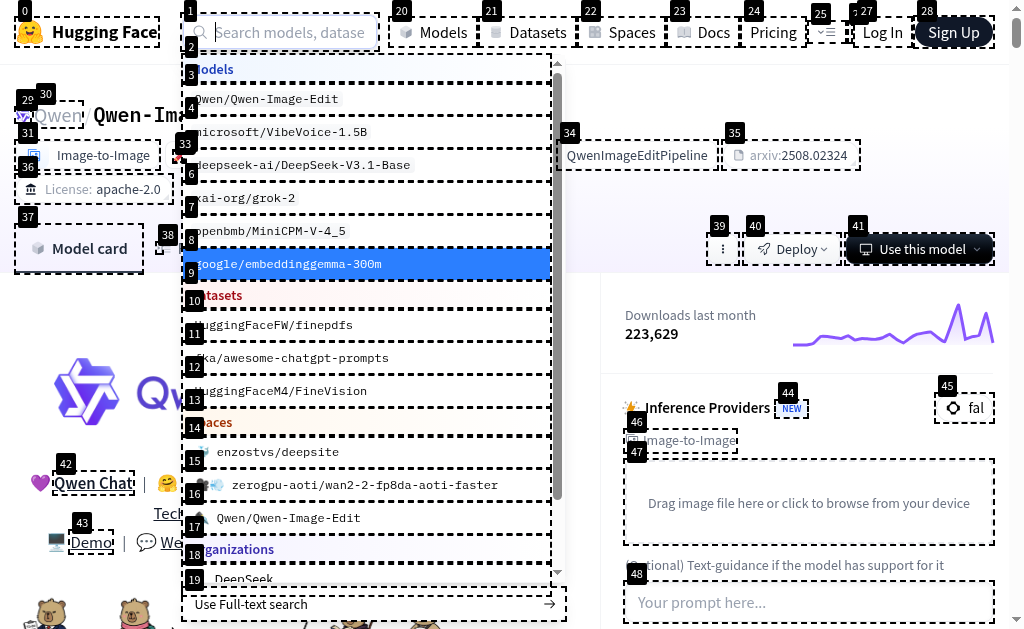 0 1 20 21 22 23 24 25 27 28
Hugging Face Search models, datase Models Datasets Spaces Docs Pricing Log In Sign Up
2
3 Models
29 30
4 Qwen/Qwen-Image-Edit
Qwen/Qwen-Ima
31 33 microsoft/VibeVoice-1.5B 34 35
Image-to-Image QwenImageEditPipeline arxiv:2508.02324
36 6 deepseek-ai/DeepSeek-V3.1-Base
License: apache-2.0
7 xai-org/grok-2
37 38 39 40 41
8 openbmb/MiniCPM-V-4_5
Model card Deploy Use this model
9 google/embeddinggemma-300m
10 Datasets
Downloads last month
11 HuggingFaceFW/finepdfs
223,629
12 fka/awesome-chatgpt-prompts
13 HuggingFaceM4/FineVision
44 45
Inference Providers NEW fal
14 Spaces
46
Image-to-Image
15 enzostvs/deepsite
47
42
16 zerogpu-aoti/wan2-2-fp8da-aoti-faster
Qwen Chat |
Drag image file here or click to browse from your device
Tech
17 Qwen/Qwen-Image-Edit
43
Demo | We
18 Organizations
(Optional) Text-guidance if the model has support for it
19 DeepSeek
48
Use Full-text search
Your prompt here...